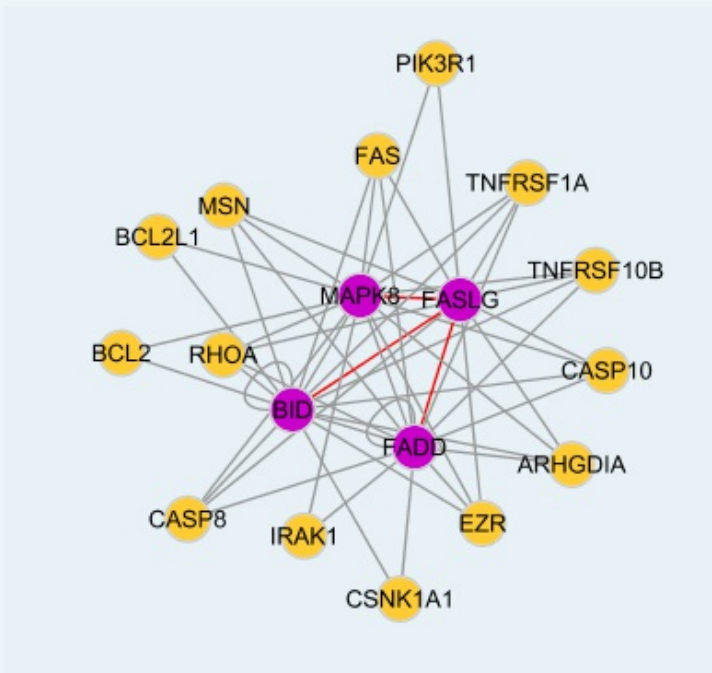 PIK3R1
FAS
TNFRSF1A
MSN
BCL2L1
TNFRSF10B
MAPK8
FASLG
BCL2
RHOA
CASP10
BID
FADD
ARHGDIA
CASP8
EZR
IRAK1
CSNK1A1